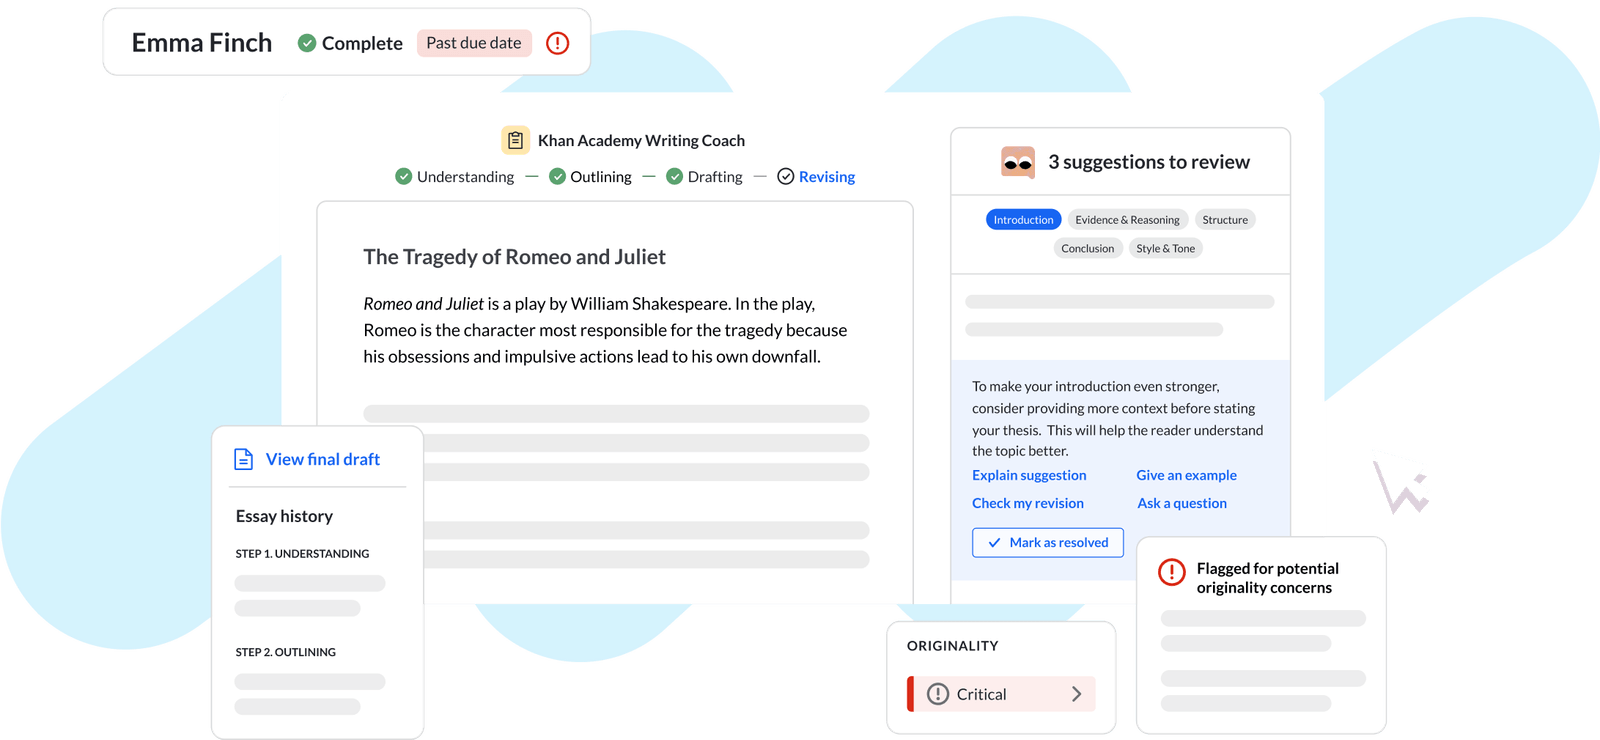 Emma Finch
Complete
Past due date
Khan Academy Writing Coach
Understanding
Outlining
Drafting
Revising
The Tragedy of Romeo and Juliet
Romeo and Juliet is a play by William Shakespeare. In the play,
Romeo is the character most responsible for the tragedy because
his obsessions and impulsive actions lead to his own downfall.
3 suggestions to review
Introduction
Evidence & Reasoning
Structure
Conclusion
Style & Tone
To make your introduction even stronger,
consider providing more context before stating
your thesis. This will help the reader understand
the topic better.
Explain suggestion
Give an example
Check my revision
Ask a question
Mark as resolved
View final draft
Essay history
STEP 1. UNDERSTANDING
STEP 2. OUTLINING
ORIGINALITY
Critical
Flagged for potential
originality concerns